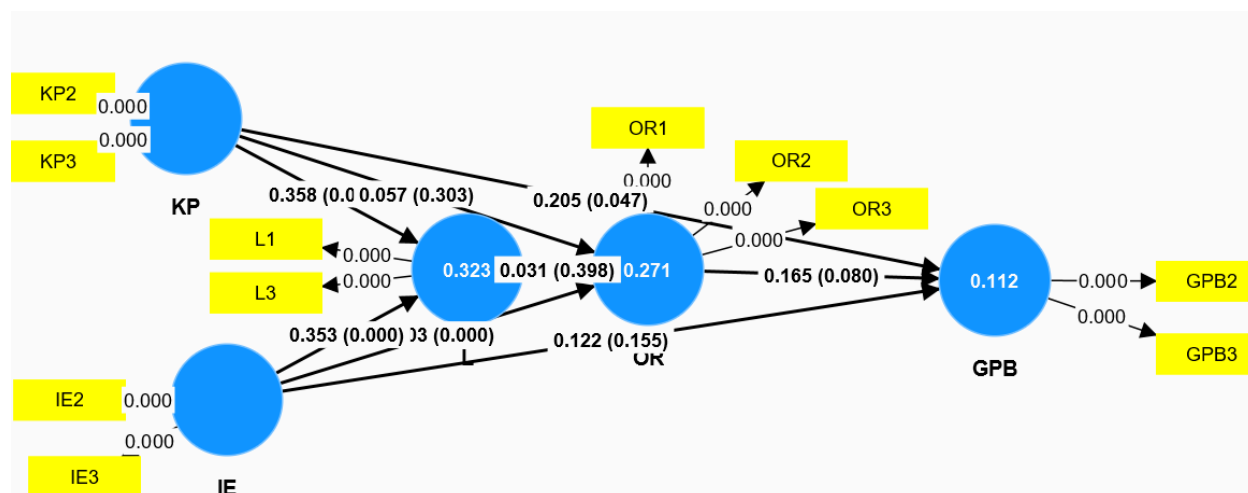 KP2
0.000
0.000
KP3
KP
OR1
0.000
OR2
0.000
OR3
0.000
0.358 (0.0
0.057 (0.303)
0.205 (0.047)
L1
0.000
L3
0.000
0.323
0.031 (0.398)
0.271
0.165 (0.080)
0.112
0.000
GPB2
0.000
GPB3
0.353 (0.000)
03 (0.000)
0.122 (0.155)
L
OR
GPB
IE2
0.000
0.000
IE3
IE